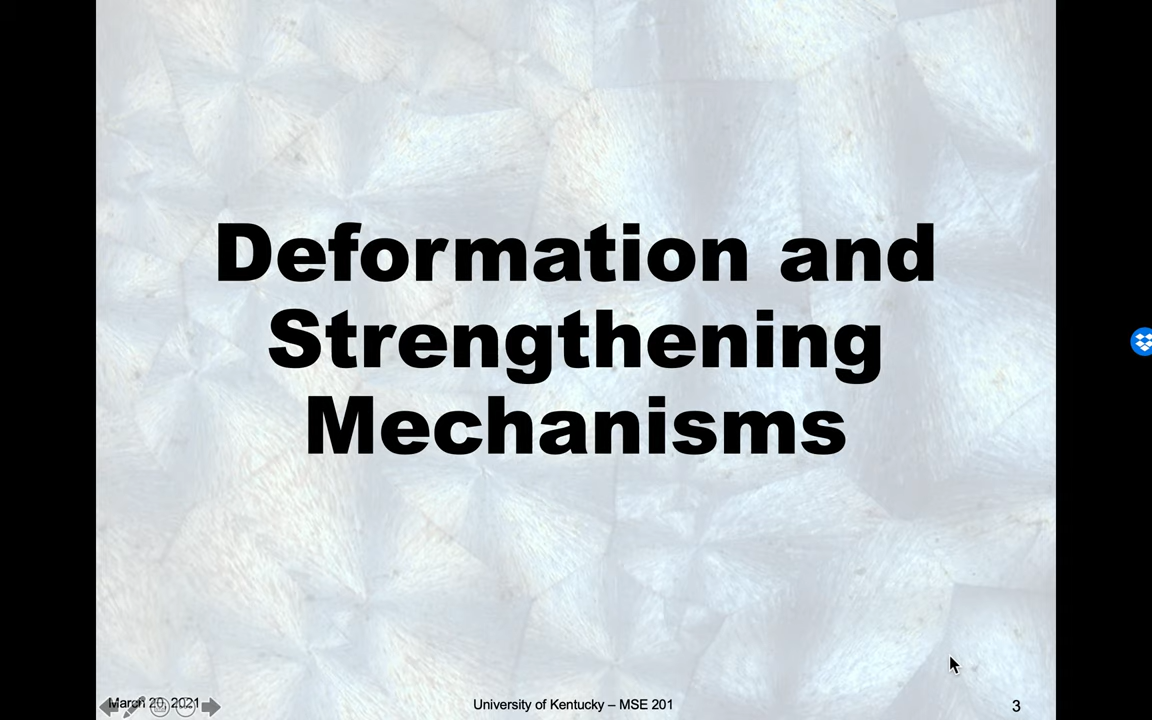 Deformation and
Strengthening
Mechanisms
March 20, 2021
University of Kentucky – MSE 201
3